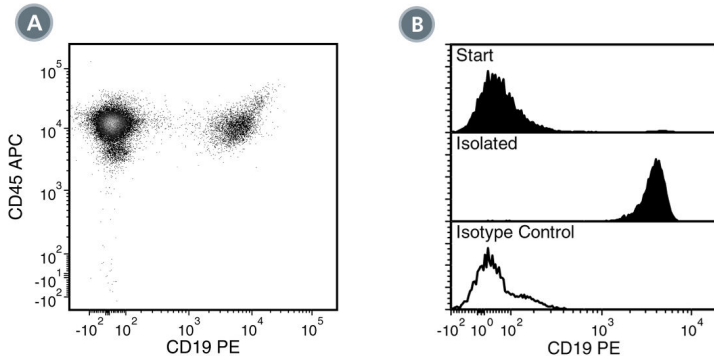 A
B
10^5
10^4
10^3
10^2
-10^1
-10^2
CD45 APC
-10^2 10^2 10^3 10^4 10^5
CD19 PE
Start
Isolated
Isotype Control
-10^2 10^0 10^2 10^3 10^4
CD19 PE